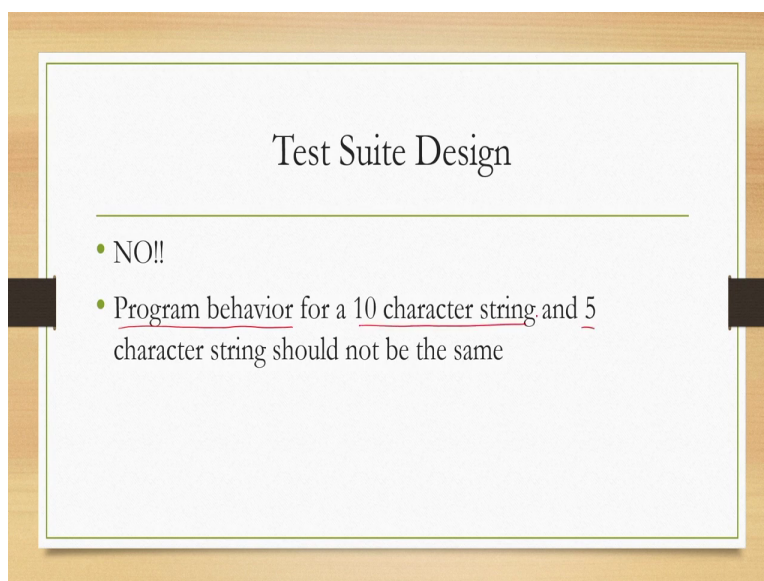 Test Suite Design
• NO!!
• Program behavior for a 10 character string and 5
character string should not be the same